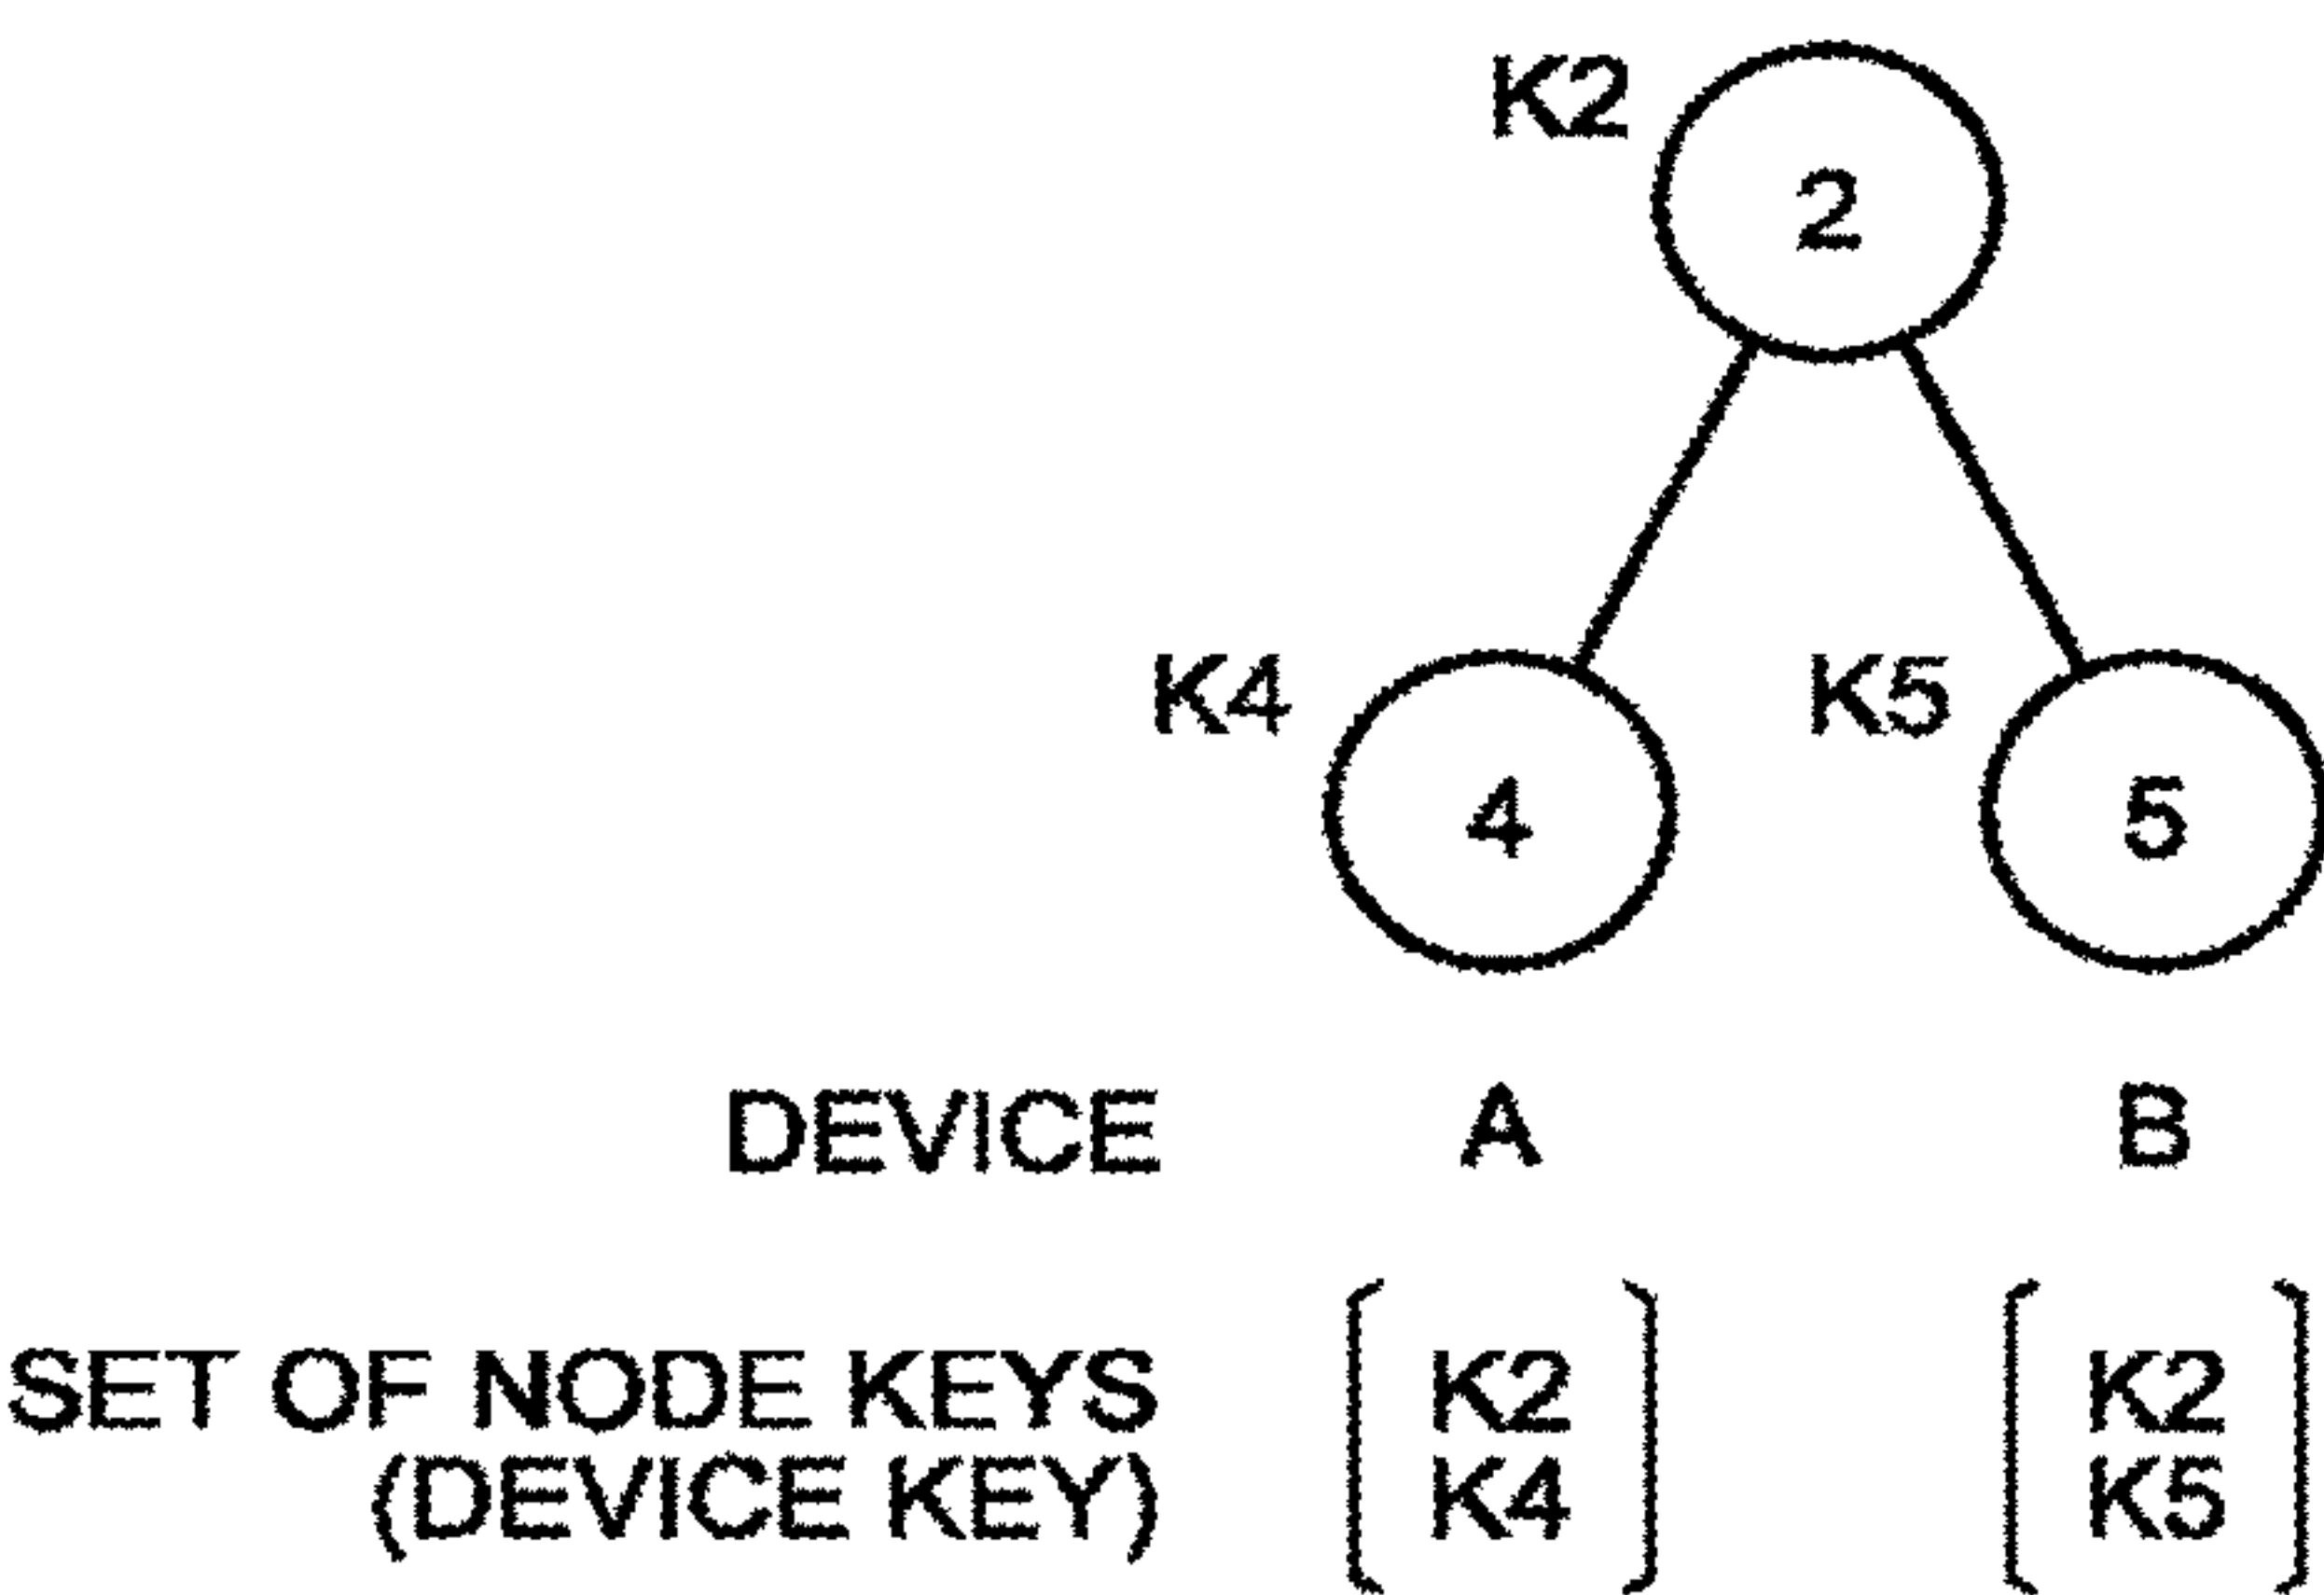 K2
2
K4
K5
4
5
DEVICE A B
SET OF NODE KEYS K2 K2
(DEVICE KEY) K4 K5